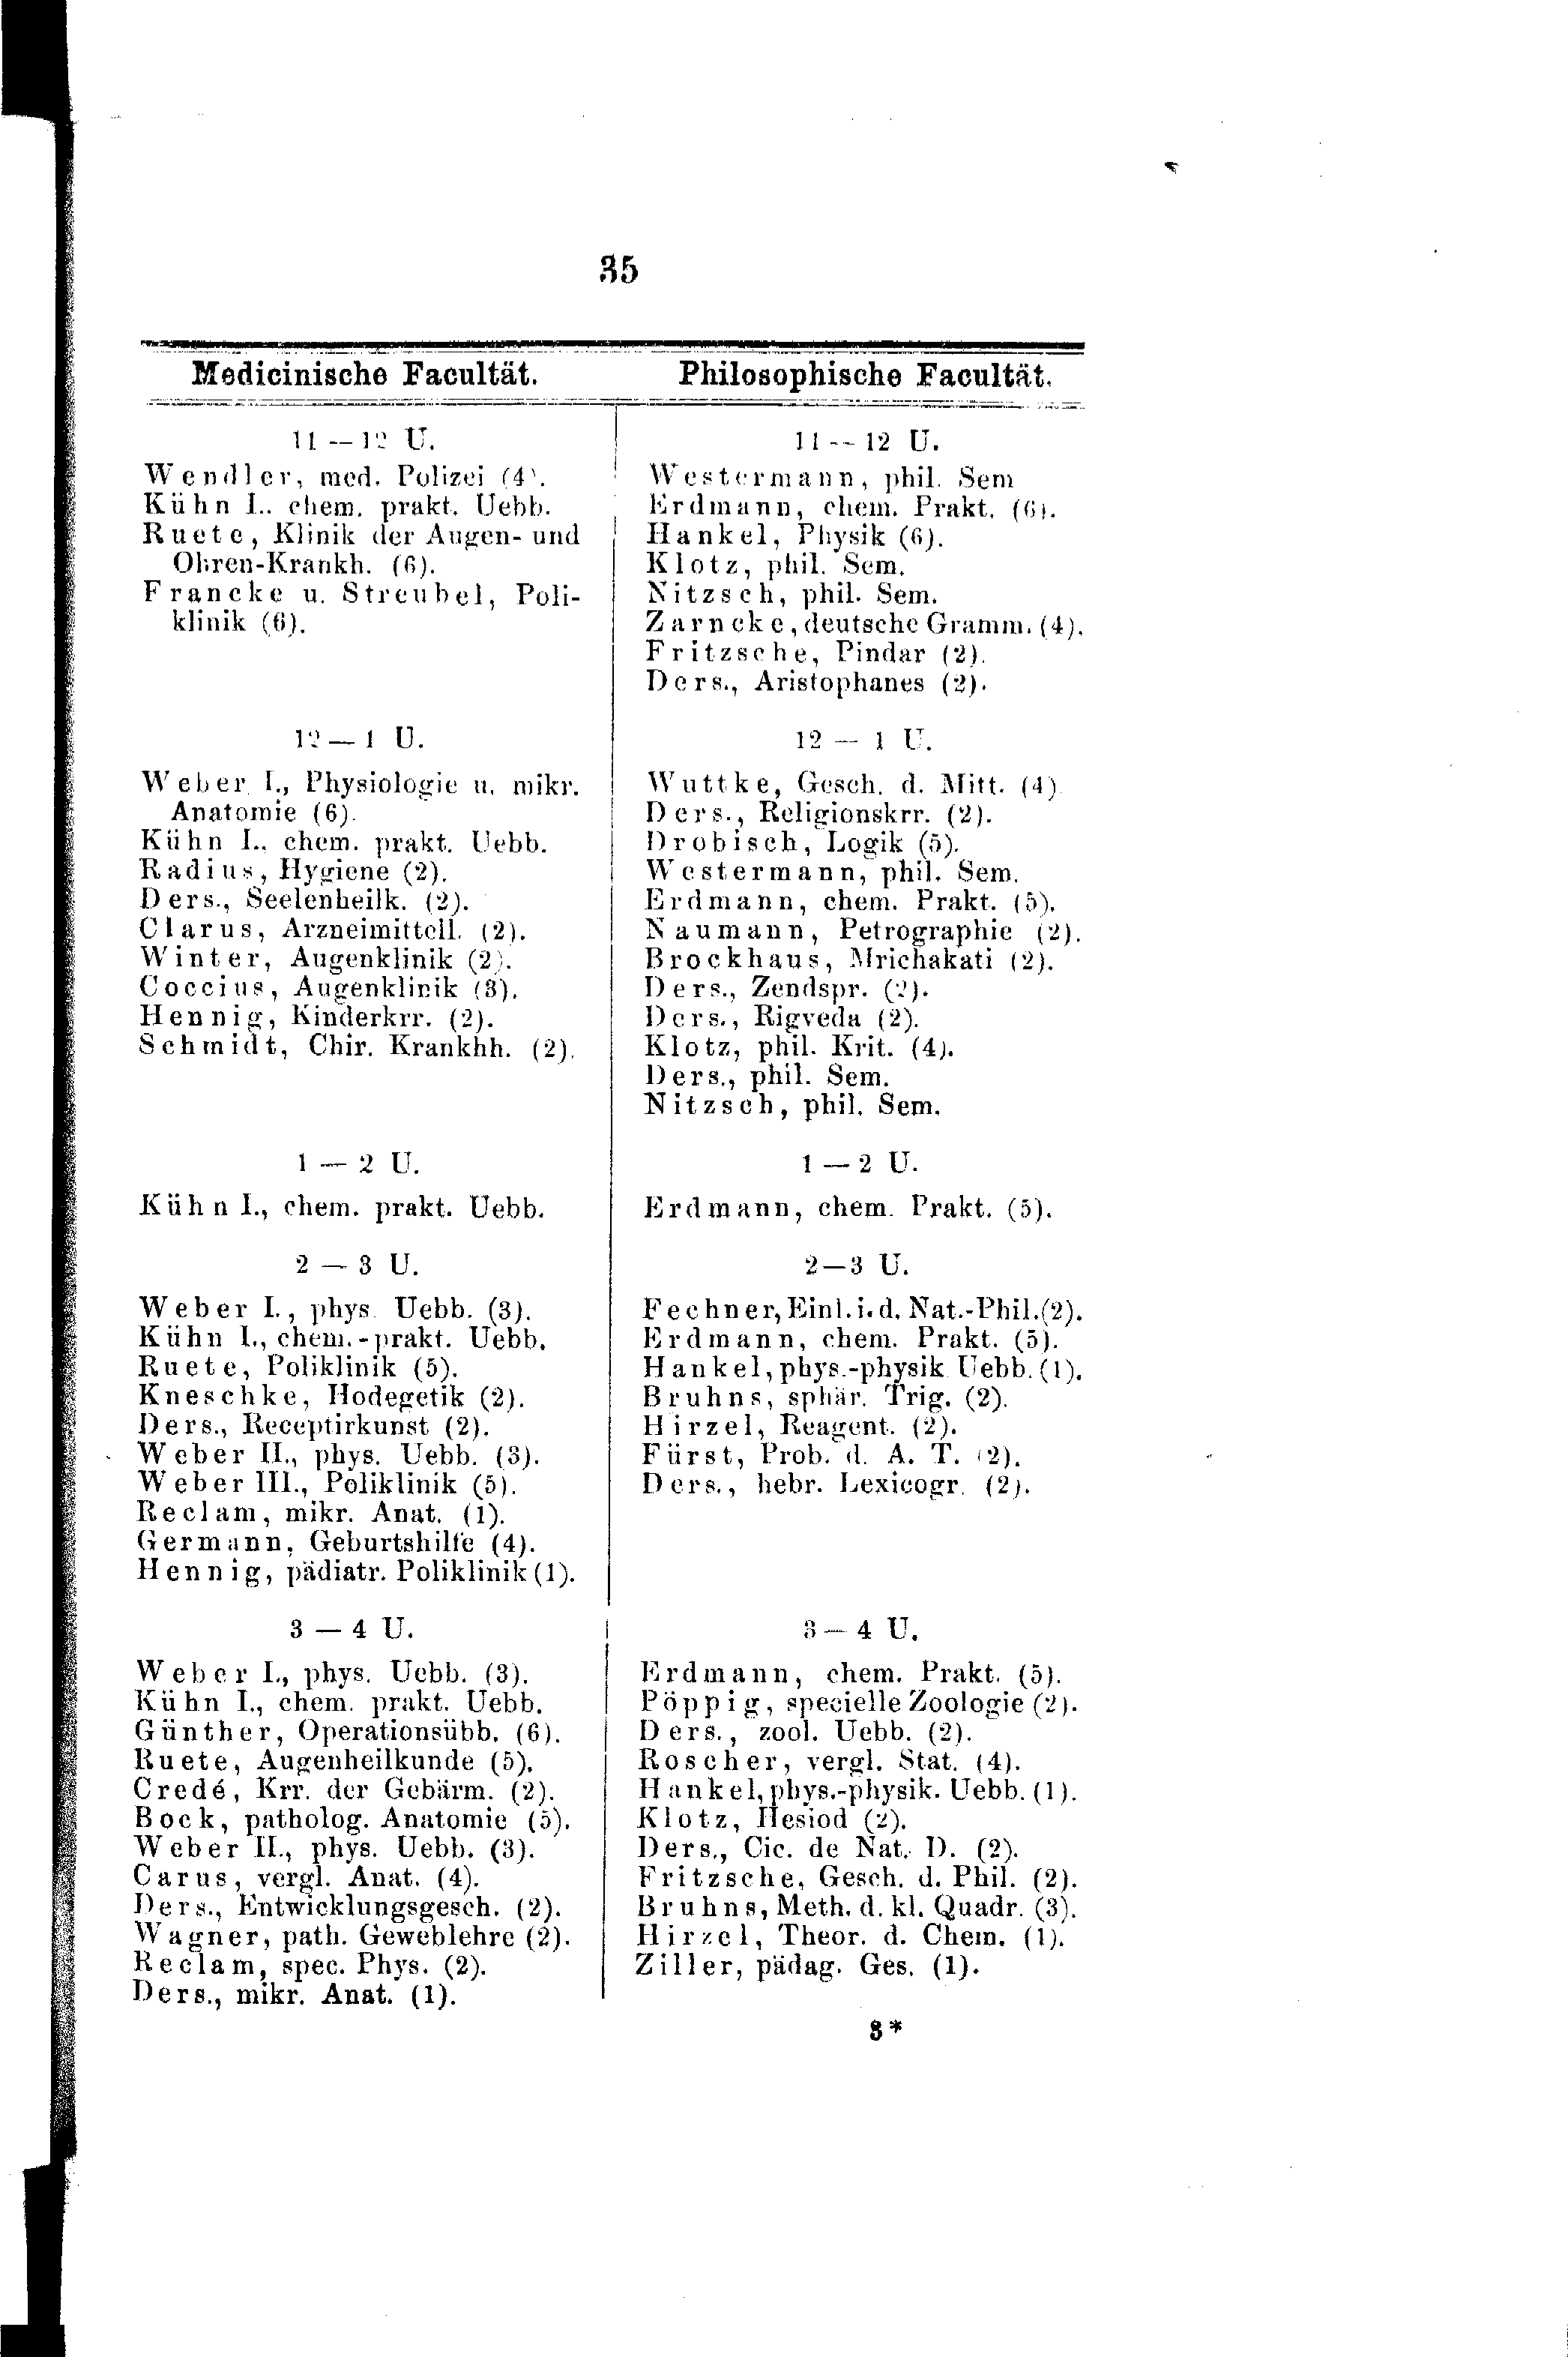 35
Medicinische Facultät.
11 — 12 U.
Wendler, med. Polizei (4).
Kühn I., chem. prakt. Uebb.
Ruete, Klinik der Augen- und
Ohren-Krankh. (6).
Francke u. Streubel, Poli-
klinik (6).
12 — 1 U.
Weber I., Physiologie u. mikr.
Anatomie (6).
Kühn I., chem. prakt. Uebb.
Radius, Hygiene (2).
Ders., Seelenheilk. (2).
Clarus, Arzneimittell. (2).
Winter, Augenklinik (2).
Coccius, Augenklinik (3).
Hennig, Kinderkrr. (2).
Schmidt, Chir. Krankhh. (2).
1 — 2 U.
Kühn I., chem. prakt. Uebb.
2 — 3 U.
Weber I., phys. Uebb. (3).
Kühn I., chem.-prakt. Uebb.
Ruete, Poliklinik (5).
Kneschke, Hodegetik (2).
Ders., Receptirkunst (2).
Weber II., phys. Uebb. (3).
Weber III., Poliklinik (5).
Reclam, mikr. Anat. (1).
Germann, Geburtshilfe (4).
Hennig, pädiatr. Poliklinik (1).
3 — 4 U.
Weber I., phys. Uebb. (3).
Kühn I., chem. prakt. Uebb.
Günther, Operationsübb. (6).
Ruete, Augenheilkunde (5).
Credé, Krr. der Gebärm. (2).
Bock, patholog. Anatomie (5).
Weber II., phys. Uebb. (3).
Carus, vergl. Anat. (4).
Ders., Entwicklungsgesch. (2).
Wagner, path. Geweblehre (2).
Reclam, spec. Phys. (2).
Ders., mikr. Anat. (1).
Philosophische Facultät.
11 -- 12 U.
Westermann, phil. Sem
Erdmann, chem. Prakt. (6).
Hankel, Physik (6).
Klotz, phil. Sem.
Nitzsch, phil. Sem.
Zarncke, deutsche Gramm. (4).
Fritzsche, Pindar (2).
Ders., Aristophanes (2).
12 — 1 U.
Wuttke, Gesch. d. Mitt. (4)
Ders., Religionskrr. (2).
Drobisch, Logik (5).
Westermann, phil. Sem.
Erdmann, chem. Prakt. (5).
Naumann, Petrographie (2).
Brockhaus, Mrichakati (2).
Ders., Zendspr. (2).
Ders., Rigveda (2).
Klotz, phil. Krit. (4).
Ders., phil. Sem.
Nitzsch, phil. Sem.
1 — 2 U.
Erdmann, chem. Prakt. (5).
2—3 U.
Fechner, Einl. i. d. Nat.-Phil. (2).
Erdmann, chem. Prakt. (5).
Hankel, phys.-physik Uebb. (1).
Bruhns, sphär. Trig. (2).
Hirzel, Reagent. (2).
Fürst, Prob. d. A. T. (2).
Ders., hebr. Lexicogr. (2).
3 — 4 U.
Erdmann, chem. Prakt. (5).
Pöppig, specielle Zoologie (2).
Ders., zool. Uebb. (2).
Roscher, vergl. Stat. (4).
Hankel, phys.-physik. Uebb. (1).
Klotz, Hesiod (2).
Ders., Cic. de Nat. D. (2).
Fritzsche, Gesch. d. Phil. (2).
Bruhns, Meth. d. kl. Quadr. (3).
Hirzel, Theor. d. Chem. (1).
Ziller, pädag. Ges. (1).
3*